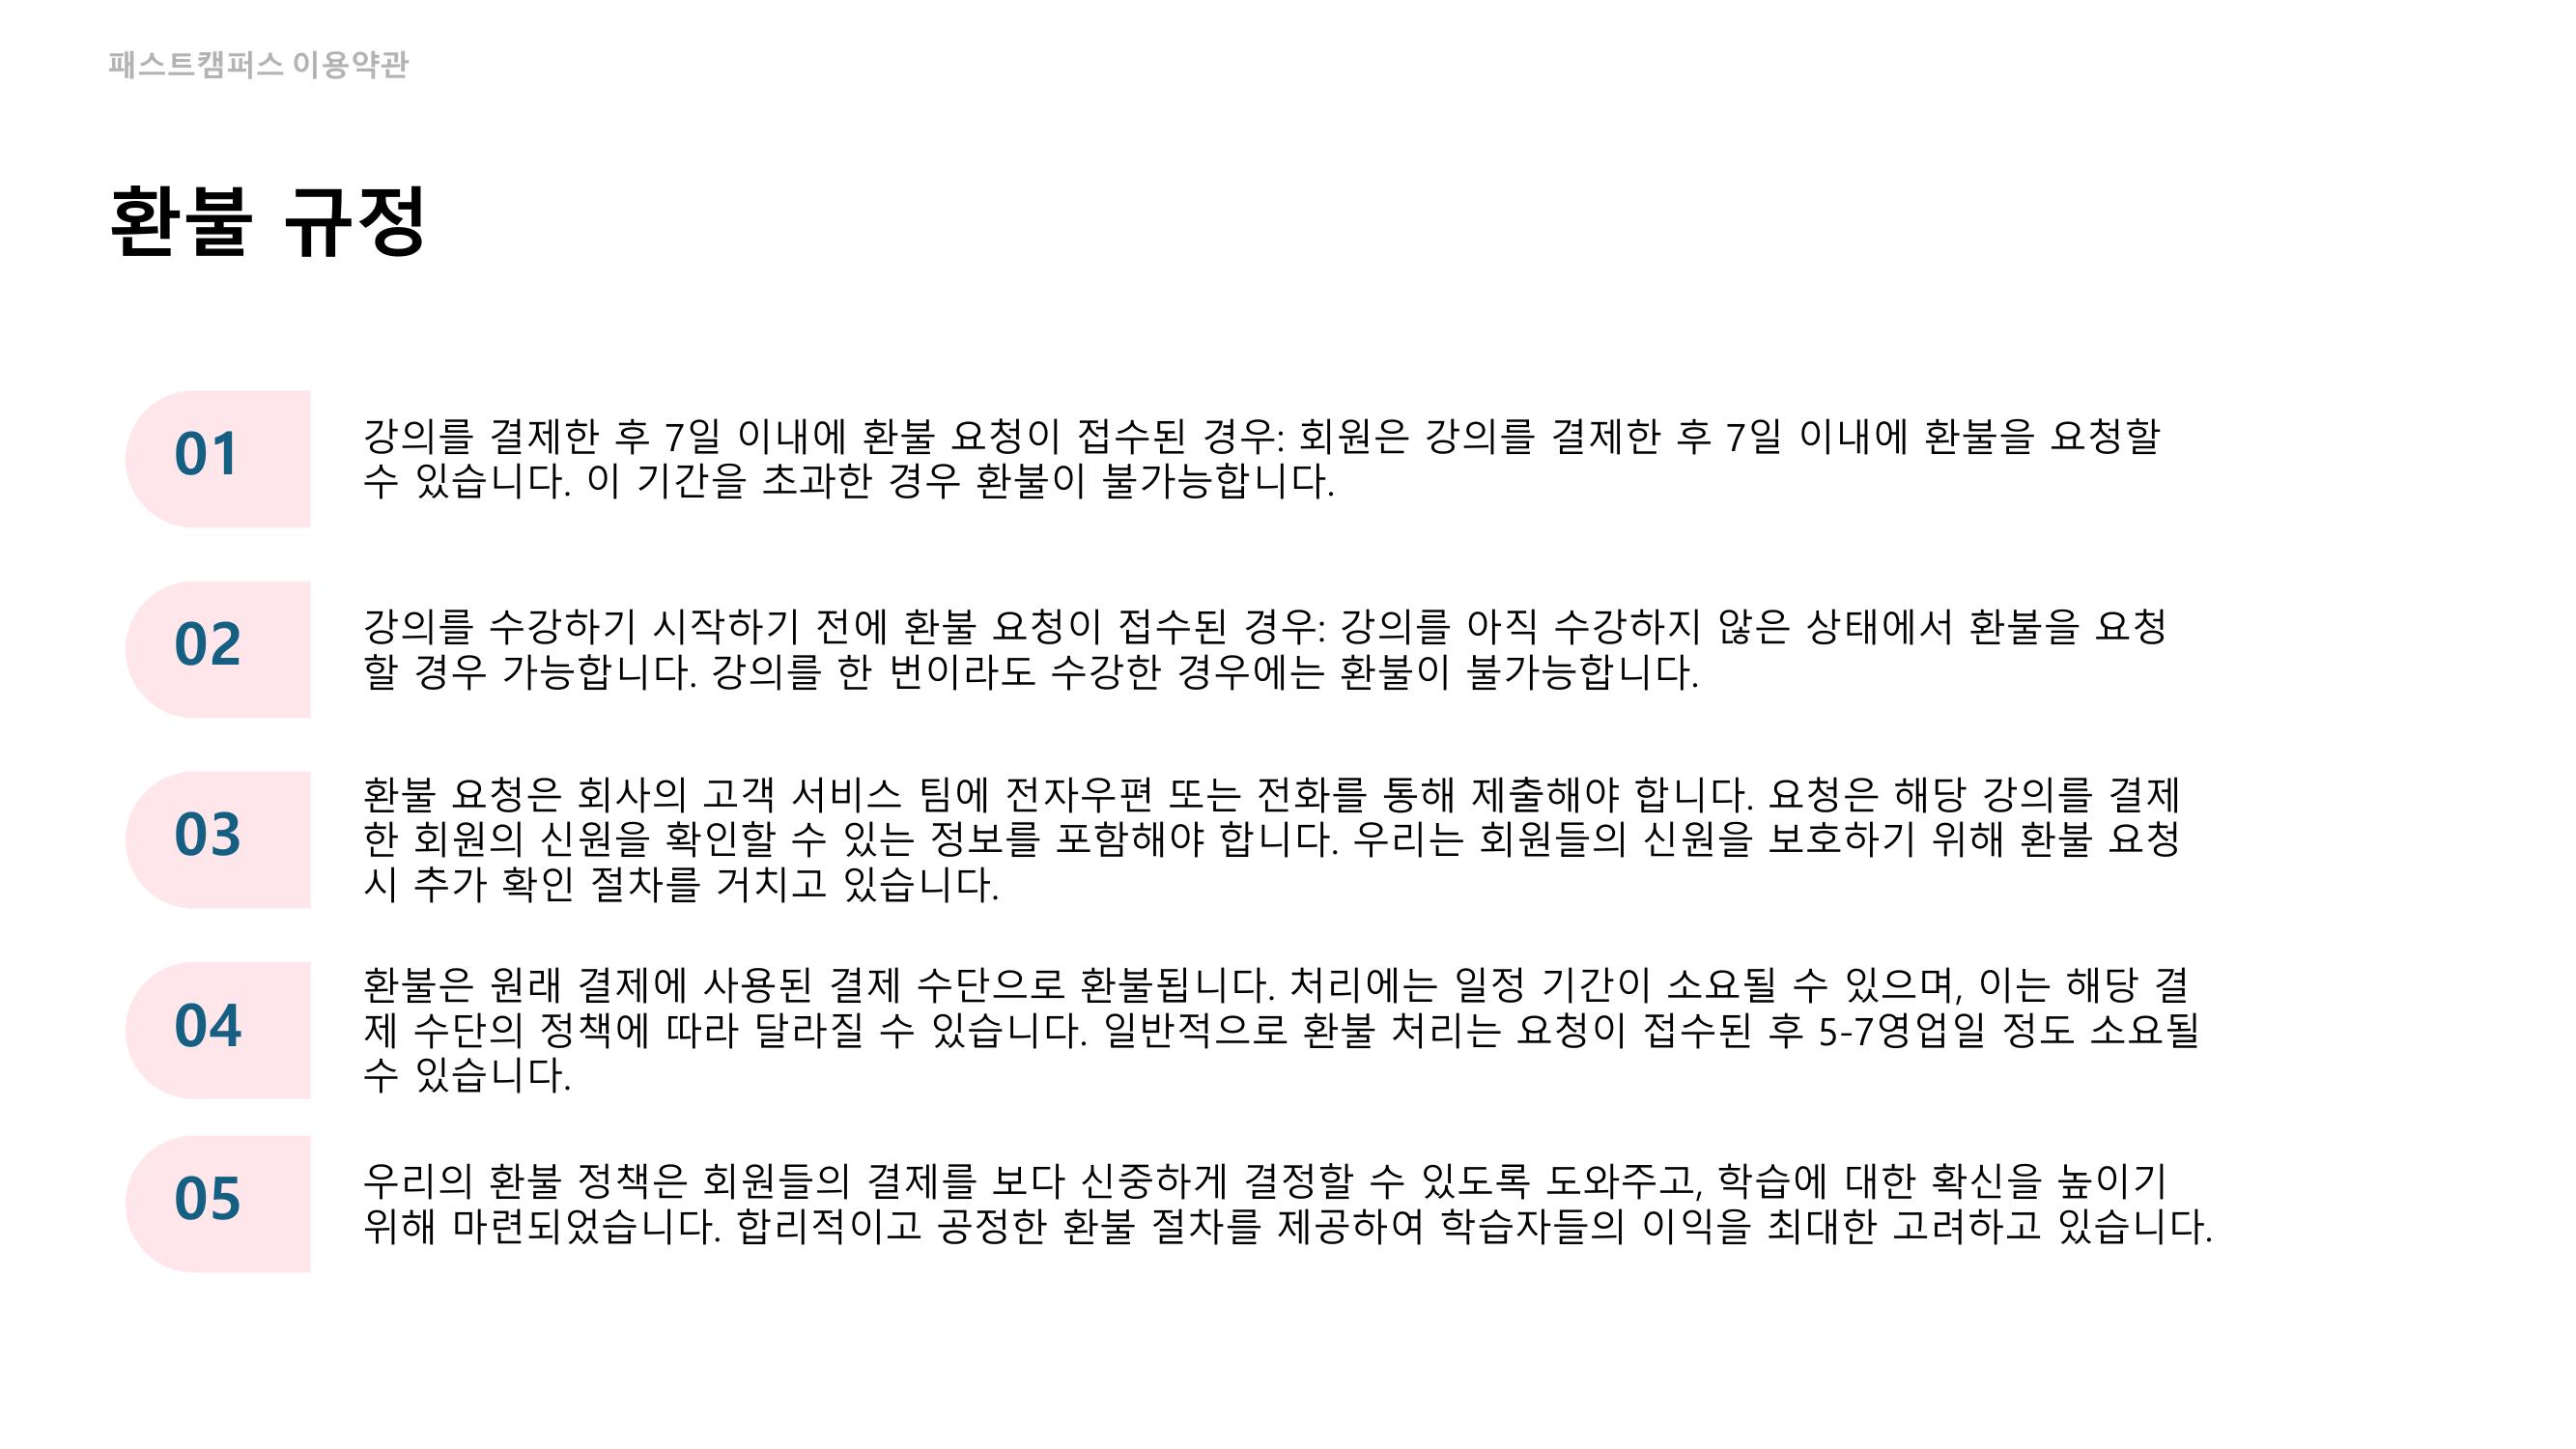 패스트캠퍼스 이용약관
환불 규정
01
강의를 결제한 후 7일 이내에 환불 요청이 접수된 경우: 회원은 강의를 결제한 후 7일 이내에 환불을 요청할
수 있습니다. 이 기간을 초과한 경우 환불이 불가능합니다.
02
강의를 수강하기 시작하기 전에 환불 요청이 접수된 경우: 강의를 아직 수강하지 않은 상태에서 환불을 요청
할 경우 가능합니다. 강의를 한 번이라도 수강한 경우에는 환불이 불가능합니다.
03
환불 요청은 회사의 고객 서비스 팀에 전자우편 또는 전화를 통해 제출해야 합니다. 요청은 해당 강의를 결제
한 회원의 신원을 확인할 수 있는 정보를 포함해야 합니다. 우리는 회원들의 신원을 보호하기 위해 환불 요청
시 추가 확인 절차를 거치고 있습니다.
04
환불은 원래 결제에 사용된 결제 수단으로 환불됩니다. 처리에는 일정 기간이 소요될 수 있으며, 이는 해당 결
제 수단의 정책에 따라 달라질 수 있습니다. 일반적으로 환불 처리는 요청이 접수된 후 5-7영업일 정도 소요될
수 있습니다.
05
우리의 환불 정책은 회원들의 결제를 보다 신중하게 결정할 수 있도록 도와주고, 학습에 대한 확신을 높이기
위해 마련되었습니다. 합리적이고 공정한 환불 절차를 제공하여 학습자들의 이익을 최대한 고려하고 있습니다.